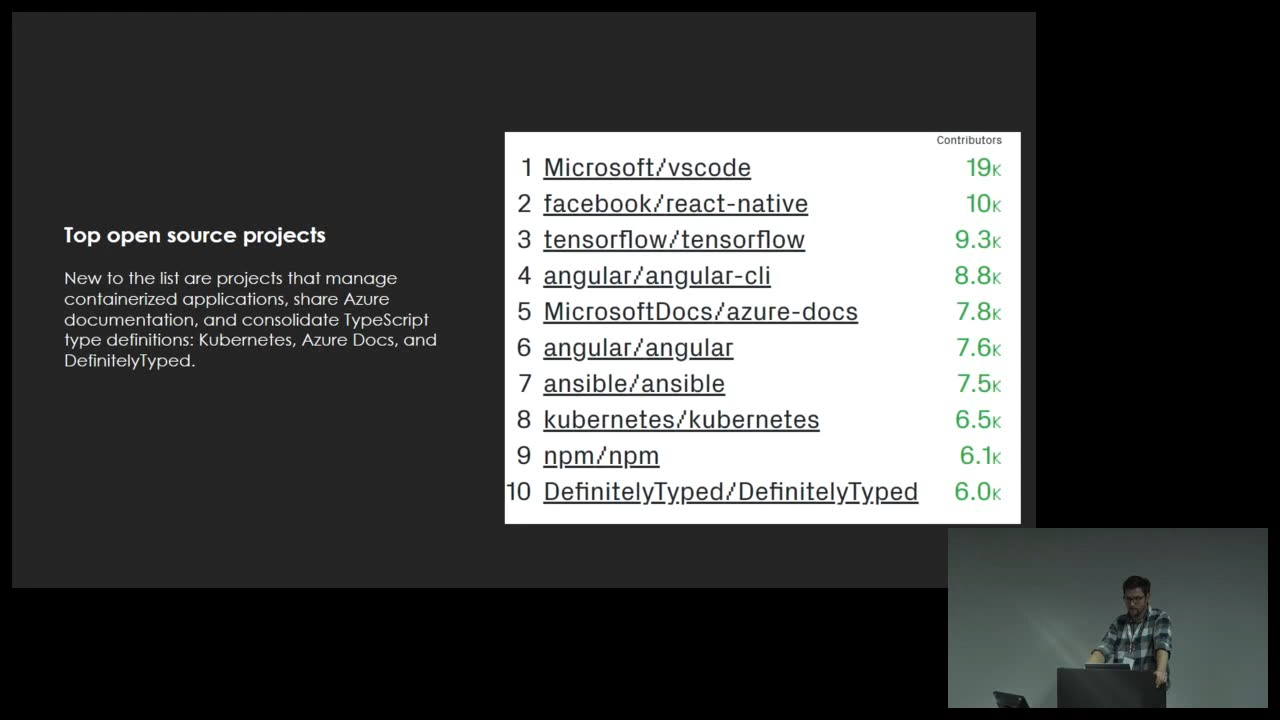 Top open source projects
New to the list are projects that manage
containerized applications, share Azure
documentation, and consolidate TypeScript
type definitions: Kubernetes, Azure Docs, and
DefinitelyTyped.
Contributors
1 Microsoft/vscode 19K
2 facebook/react-native 10K
3 tensorflow/tensorflow 9.3K
4 angular/angular-cli 8.8K
5 MicrosoftDocs/azure-docs 7.8K
6 angular/angular 7.6K
7 ansible/ansible 7.5K
8 kubernetes/kubernetes 6.5K
9 npm/npm 6.1K
10 DefinitelyTyped/DefinitelyTyped 6.0K